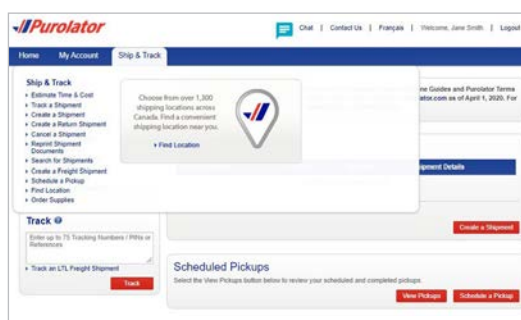 Purolator
Chat | Contact Us | Français | Welcome, Jane Smith | Logout
Home My Account Ship & Track
Ship & Track
Estimate Time & Cost
Track a Shipment
Create a Shipment
Create a Return Shipment
Cancel a Shipment
Reprint Shipment
Documents
Search for Shipments
Create a Freight Shipment
Schedule a Pickup
Find Location
Order Supplies
Choose from over 1,300
shipping locations across
Canada. Find a convenient
shipping location near you.
Find Location
ne Guides and Purolator Terms
lator.com as of April 1, 2020. For
hipment Details
Create a Shipment
Track
Enter up to 75 Tracking Numbers / PINs or
References
Track an LTL Freight Shipment
Track
Scheduled Pickups
Select the View Pickups button below to review your scheduled and completed pickups.
View Pickups Schedule a Pickup